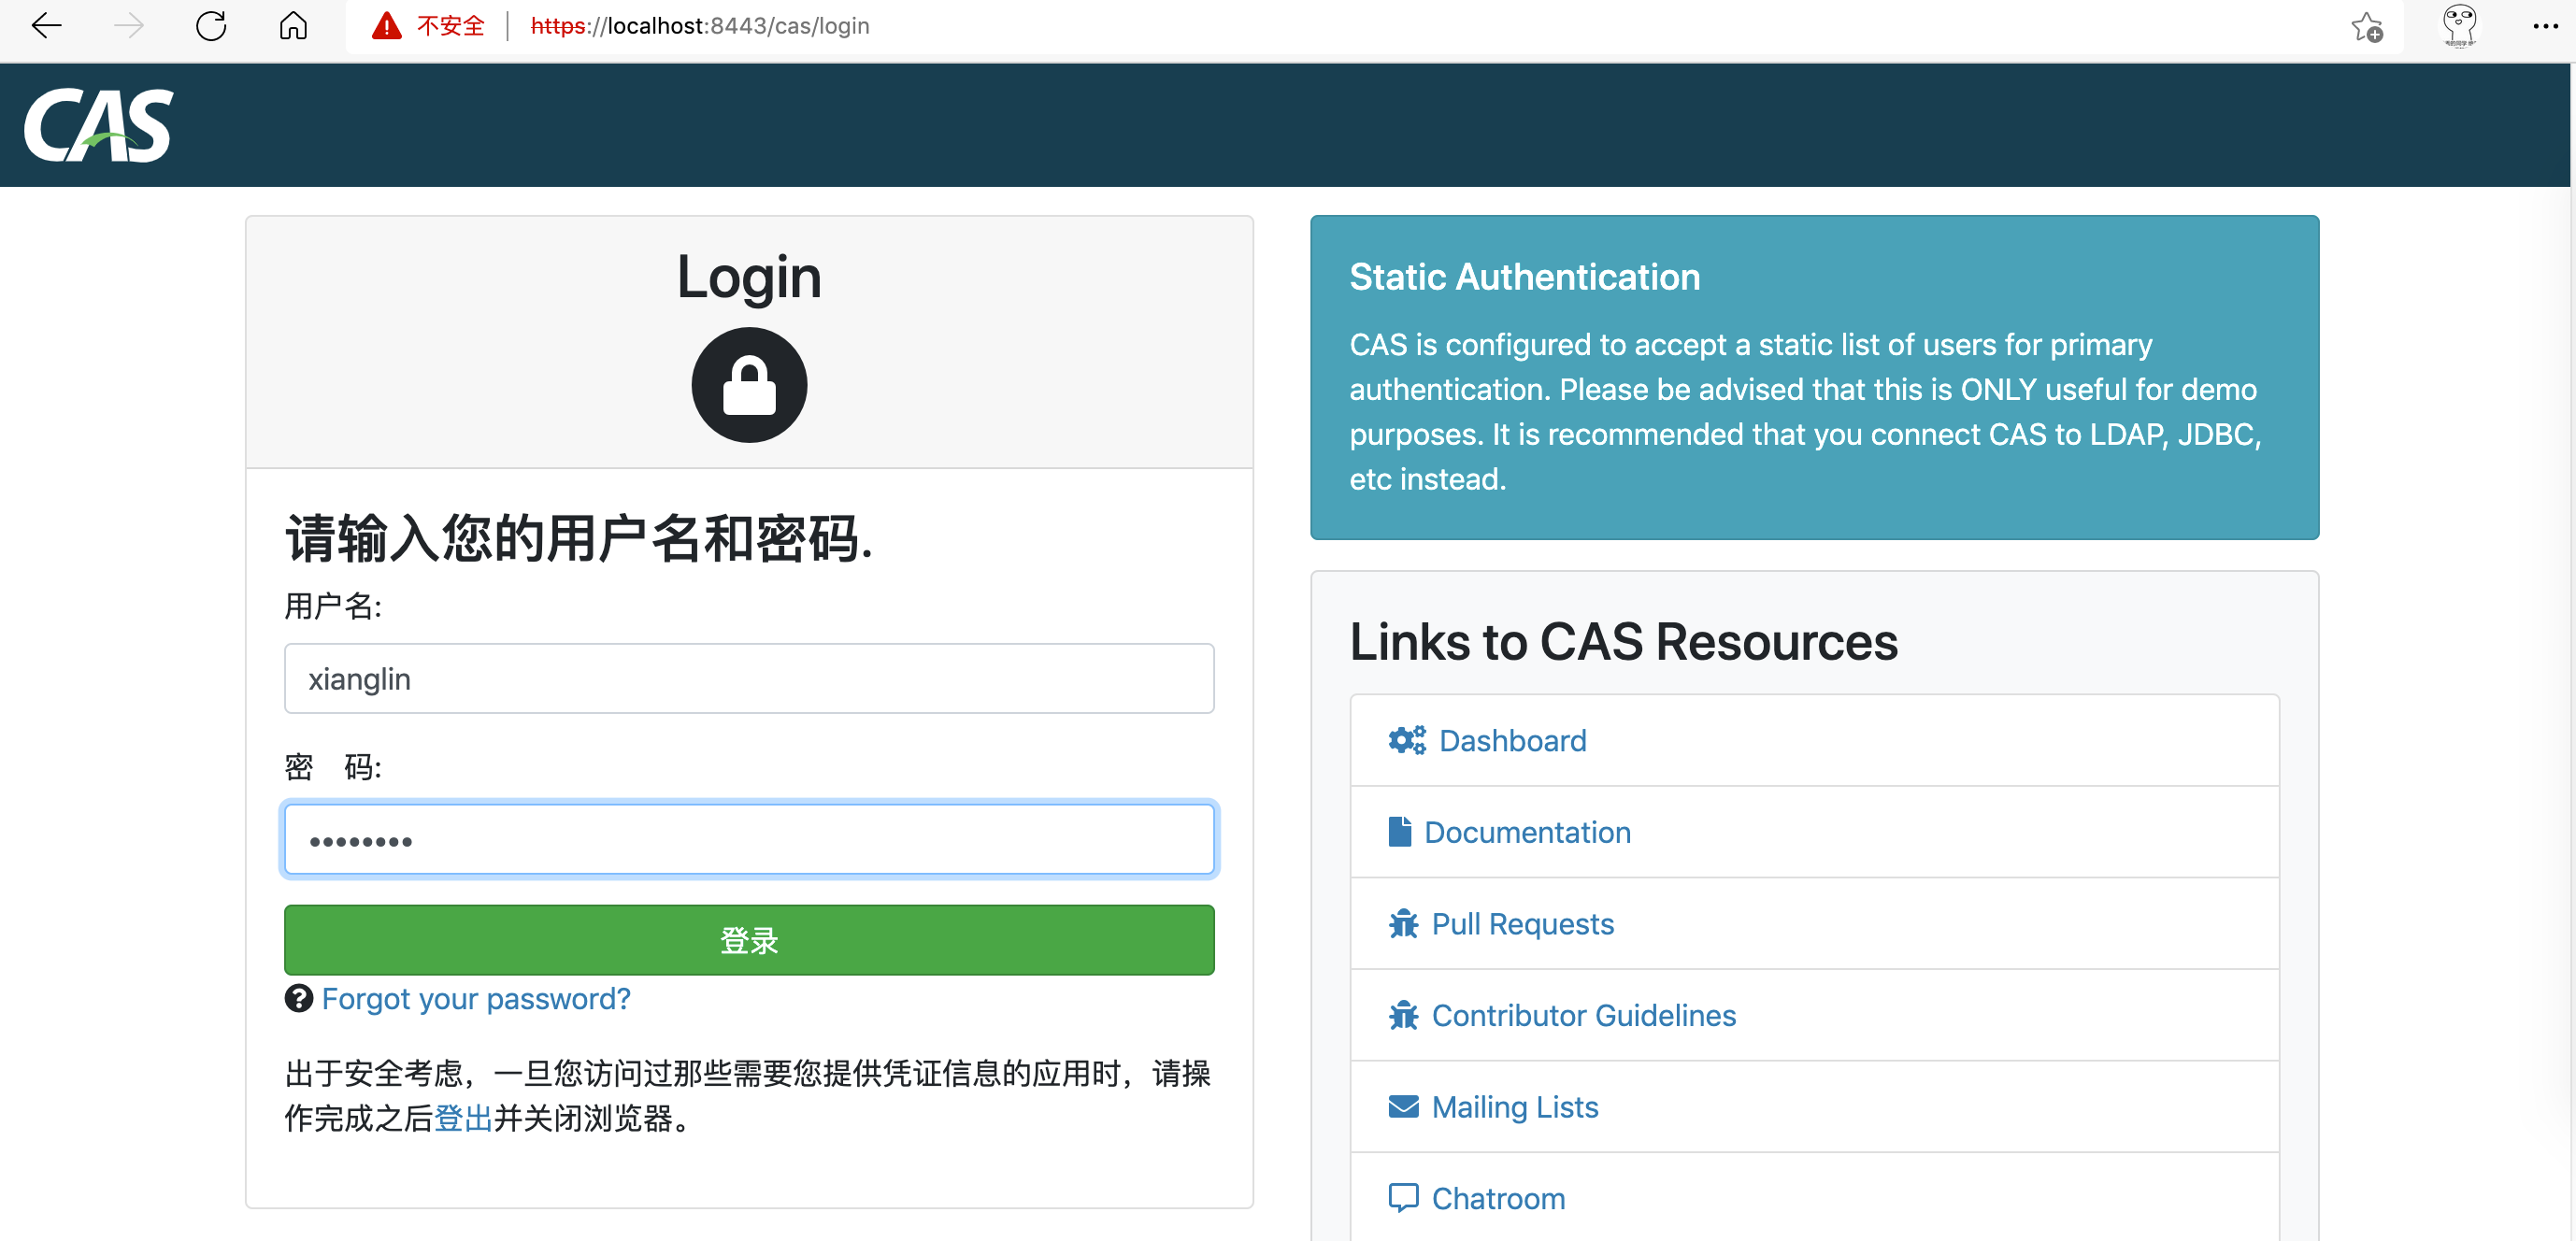 不安全
https://localhost:8443/cas/login
CAS
Login
请输入您的用户名和密码.
用户名:
xianglin
密　码:
••••••••
登录
Forgot your password?
出于安全考虑，一旦您访问过那些需要您提供凭证信息的应用时，请操
作完成之后登出并关闭浏览器。
Static Authentication
CAS is configured to accept a static list of users for primary
authentication. Please be advised that this is ONLY useful for demo
purposes. It is recommended that you connect CAS to LDAP, JDBC,
etc instead.
Links to CAS Resources
Dashboard
Documentation
Pull Requests
Contributor Guidelines
Mailing Lists
Chatroom